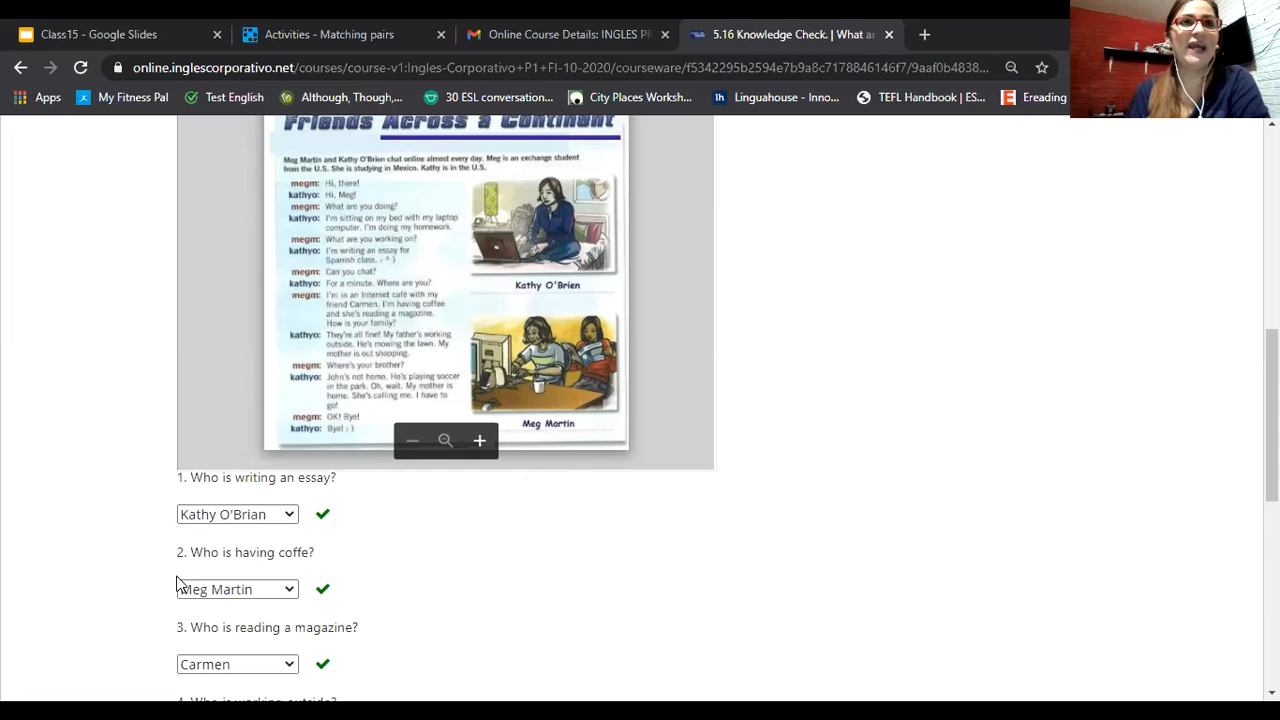 Class15 - Google Slides
Activities - Matching pairs
Online Course Details: INGLES PR
5.16 Knowledge Check. | What ar
online.inglescorporativo.net/courses/course-v1:Ingles-Corporativo+P1+PI-162020/courseware/f5342295b2594e7b9a8c7178846146f7/9aaf0b4838...
Apps
My Fitness Pal
Test English
Although, Though,...
30 ESL Conversation...
City Places Worksh...
Linguahouse - Inno...
TEFL Handbook | ES...
Ereading
Friends Across a Continent
Meg Martin and Kathy O'Brien chat online almost every day. Meg is an exchange student
from the U.S. She is studying in Mexico. Kathy is in the U.S.
megm: Hi, there!
kathyo: Hi, Meg!
megm: What are you doing?
kathyo: I'm sitting on my bed with my laptop
computer. I'm doing my homework.
megm: What are you working on?
kathyo: I'm writing an essay for
Spanish class. : ^ )
megm: Can you chat?
kathyo: For a minute. Where are you?
megm: I'm in an Internet café with my
friend Carmen. I'm having coffee
and she's reading a magazine.
How is your family?
kathyo: They're all fine! My father's working
outside. He's mowing the lawn. My
mother is out shopping.
megm: Where's your brother?
kathyo: John's not home. He's playing soccer
in the park. Oh, wait. My mother is
home. She's calling me. I have to
go!
megm: OK! Bye!
kathyo: Bye! : )
Kathy O'Brien
Meg Martin
1. Who is writing an essay?
Kathy O'Brian
2. Who is having coffe?
Meg Martin
3. Who is reading a magazine?
Carmen
4. Who is working outside?